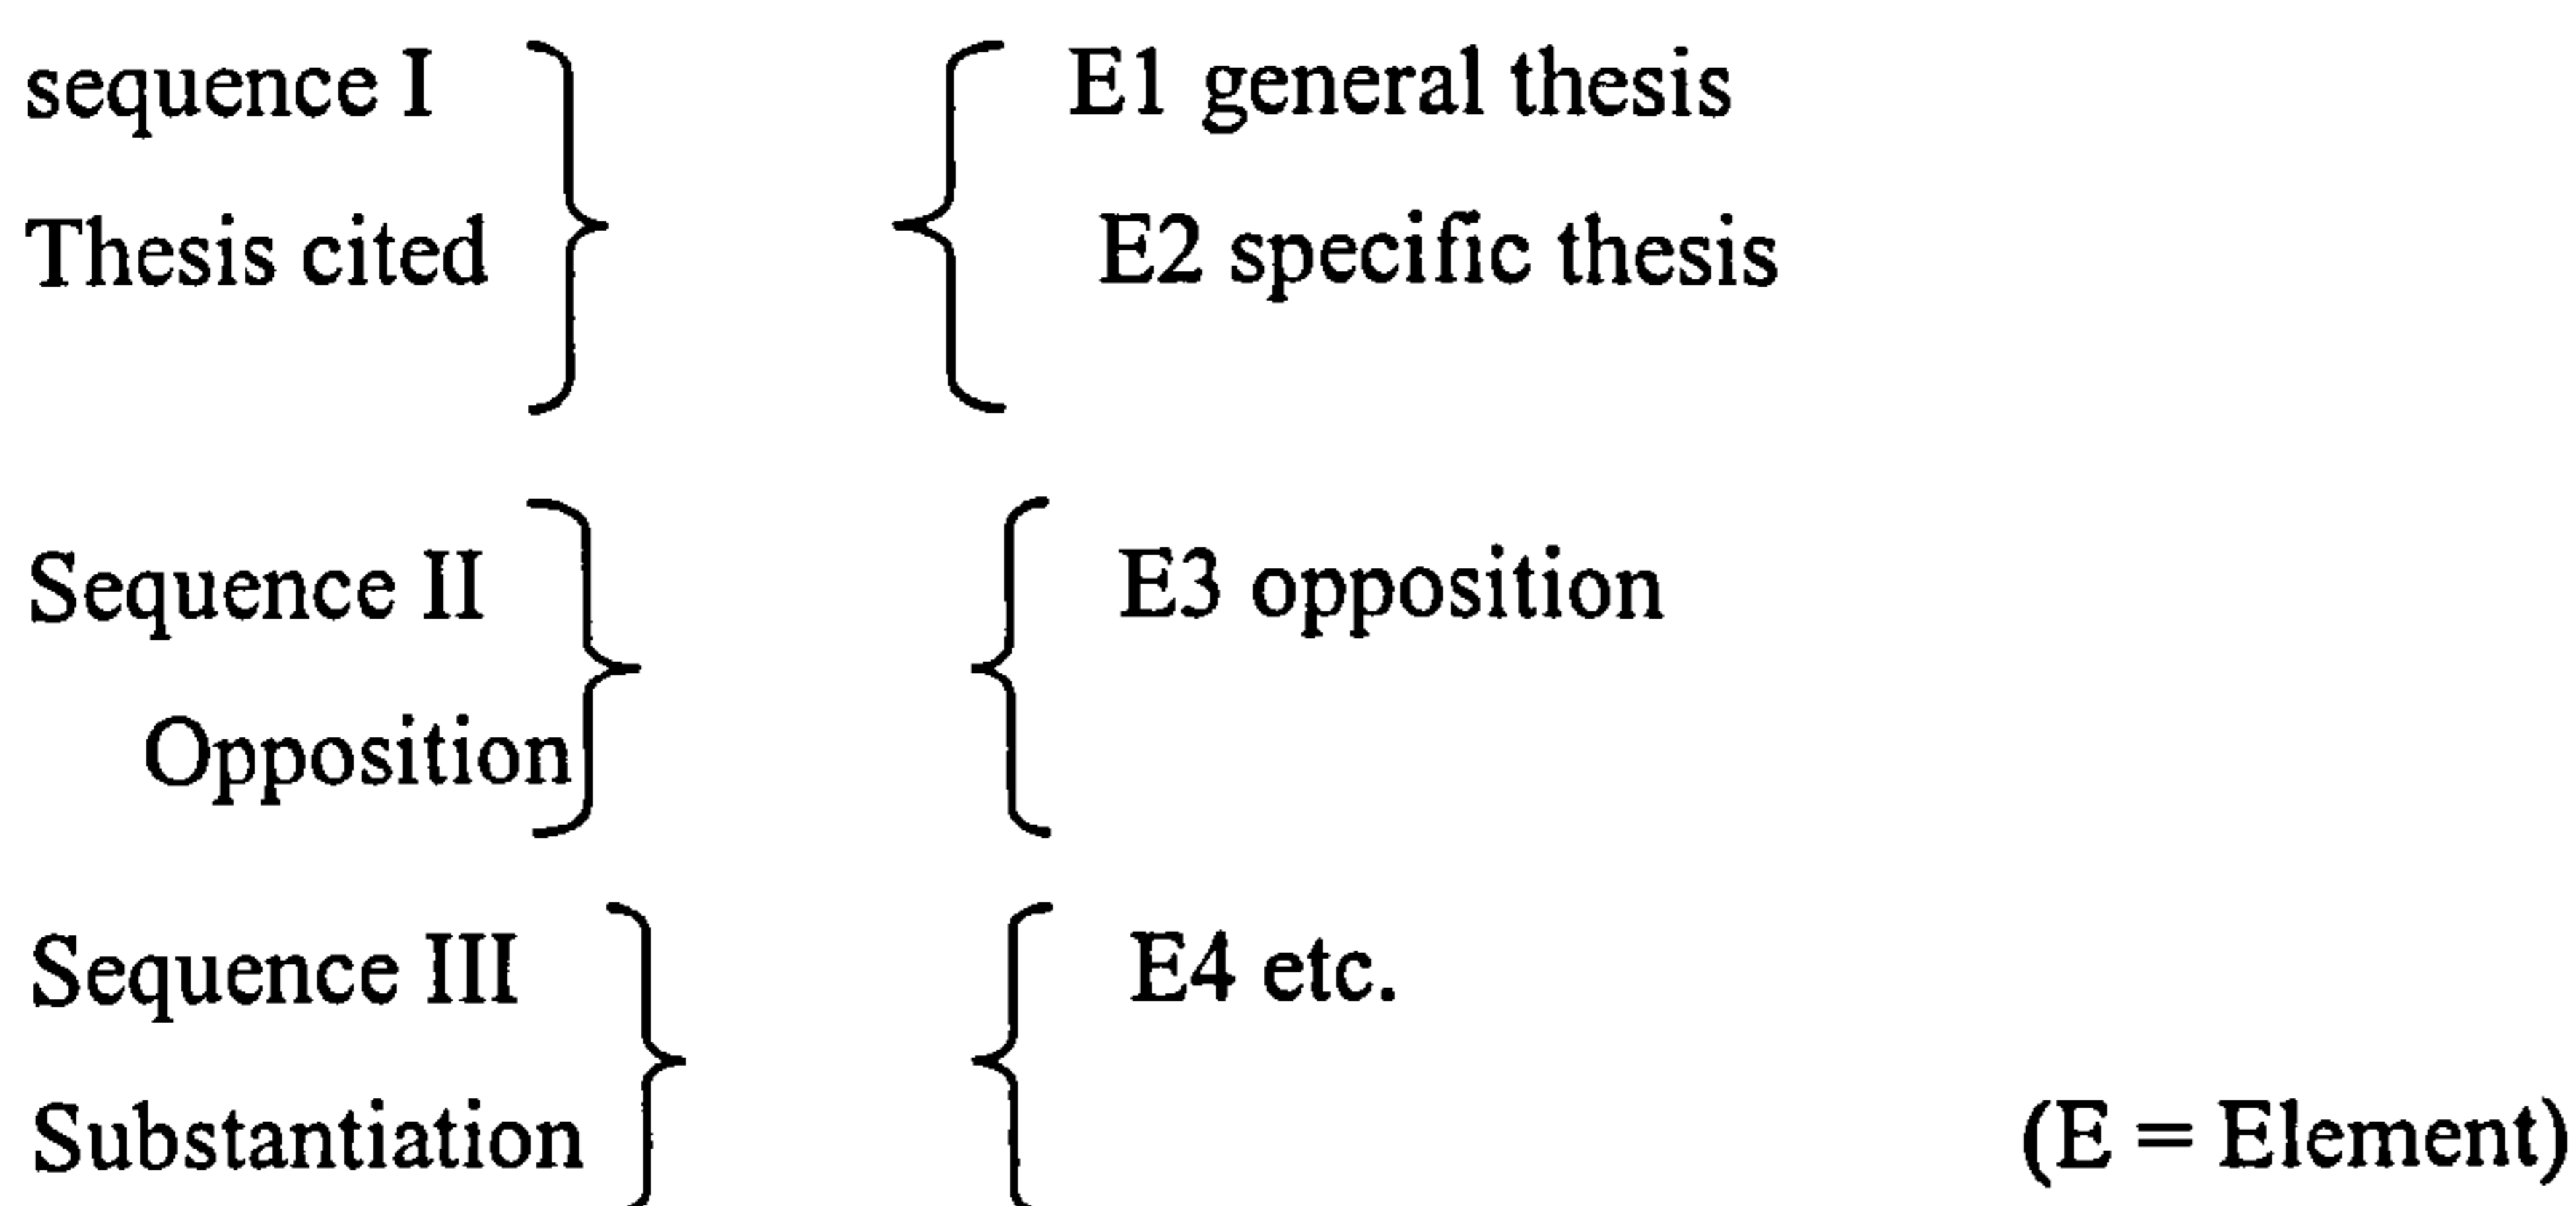 sequence I E1 general thesis
Thesis cited E2 specific thesis
Sequence II E3 opposition
Opposition
Sequence III E4 etc.
Substantiation (E = Element)